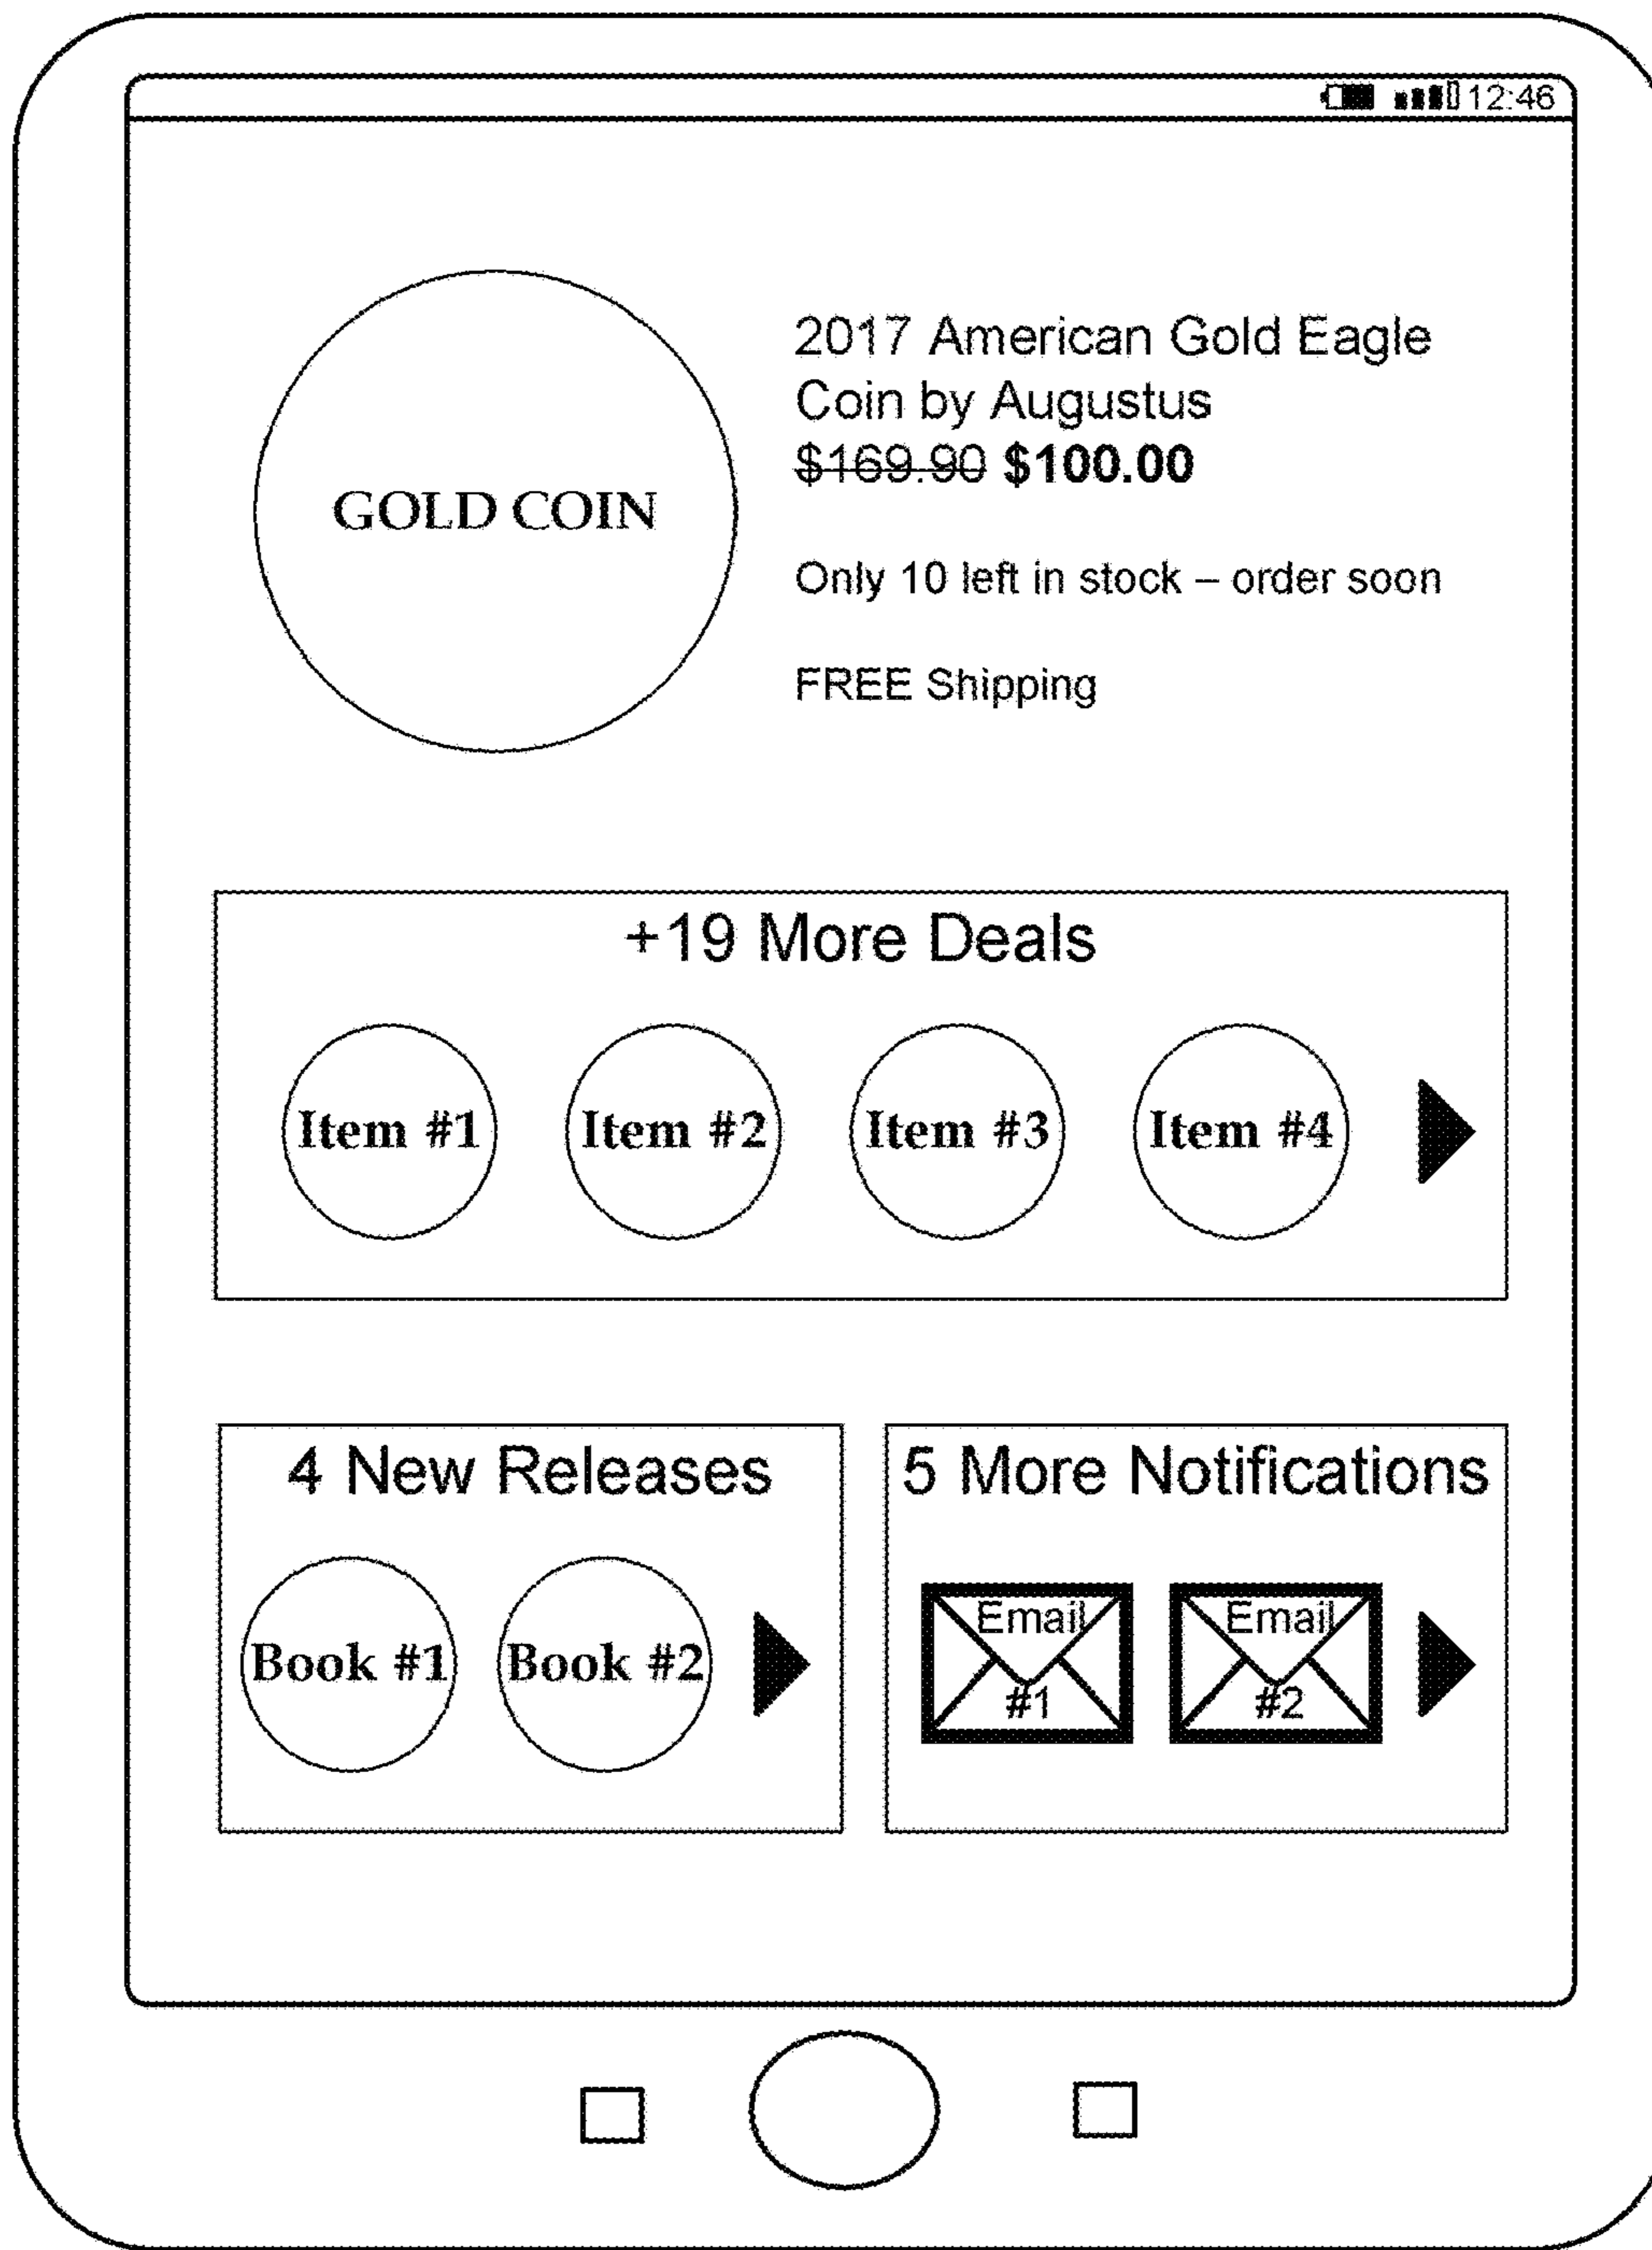 12:46
2017 American Gold Eagle
Coin by Augustus
$169.90 $100.00
GOLD COIN
Only 10 left in stock – order soon
FREE Shipping
+19 More Deals
Item #1 Item #2 Item #3 Item #4
4 New Releases
Book #1 Book #2
5 More Notifications
Email Email
#1 #2